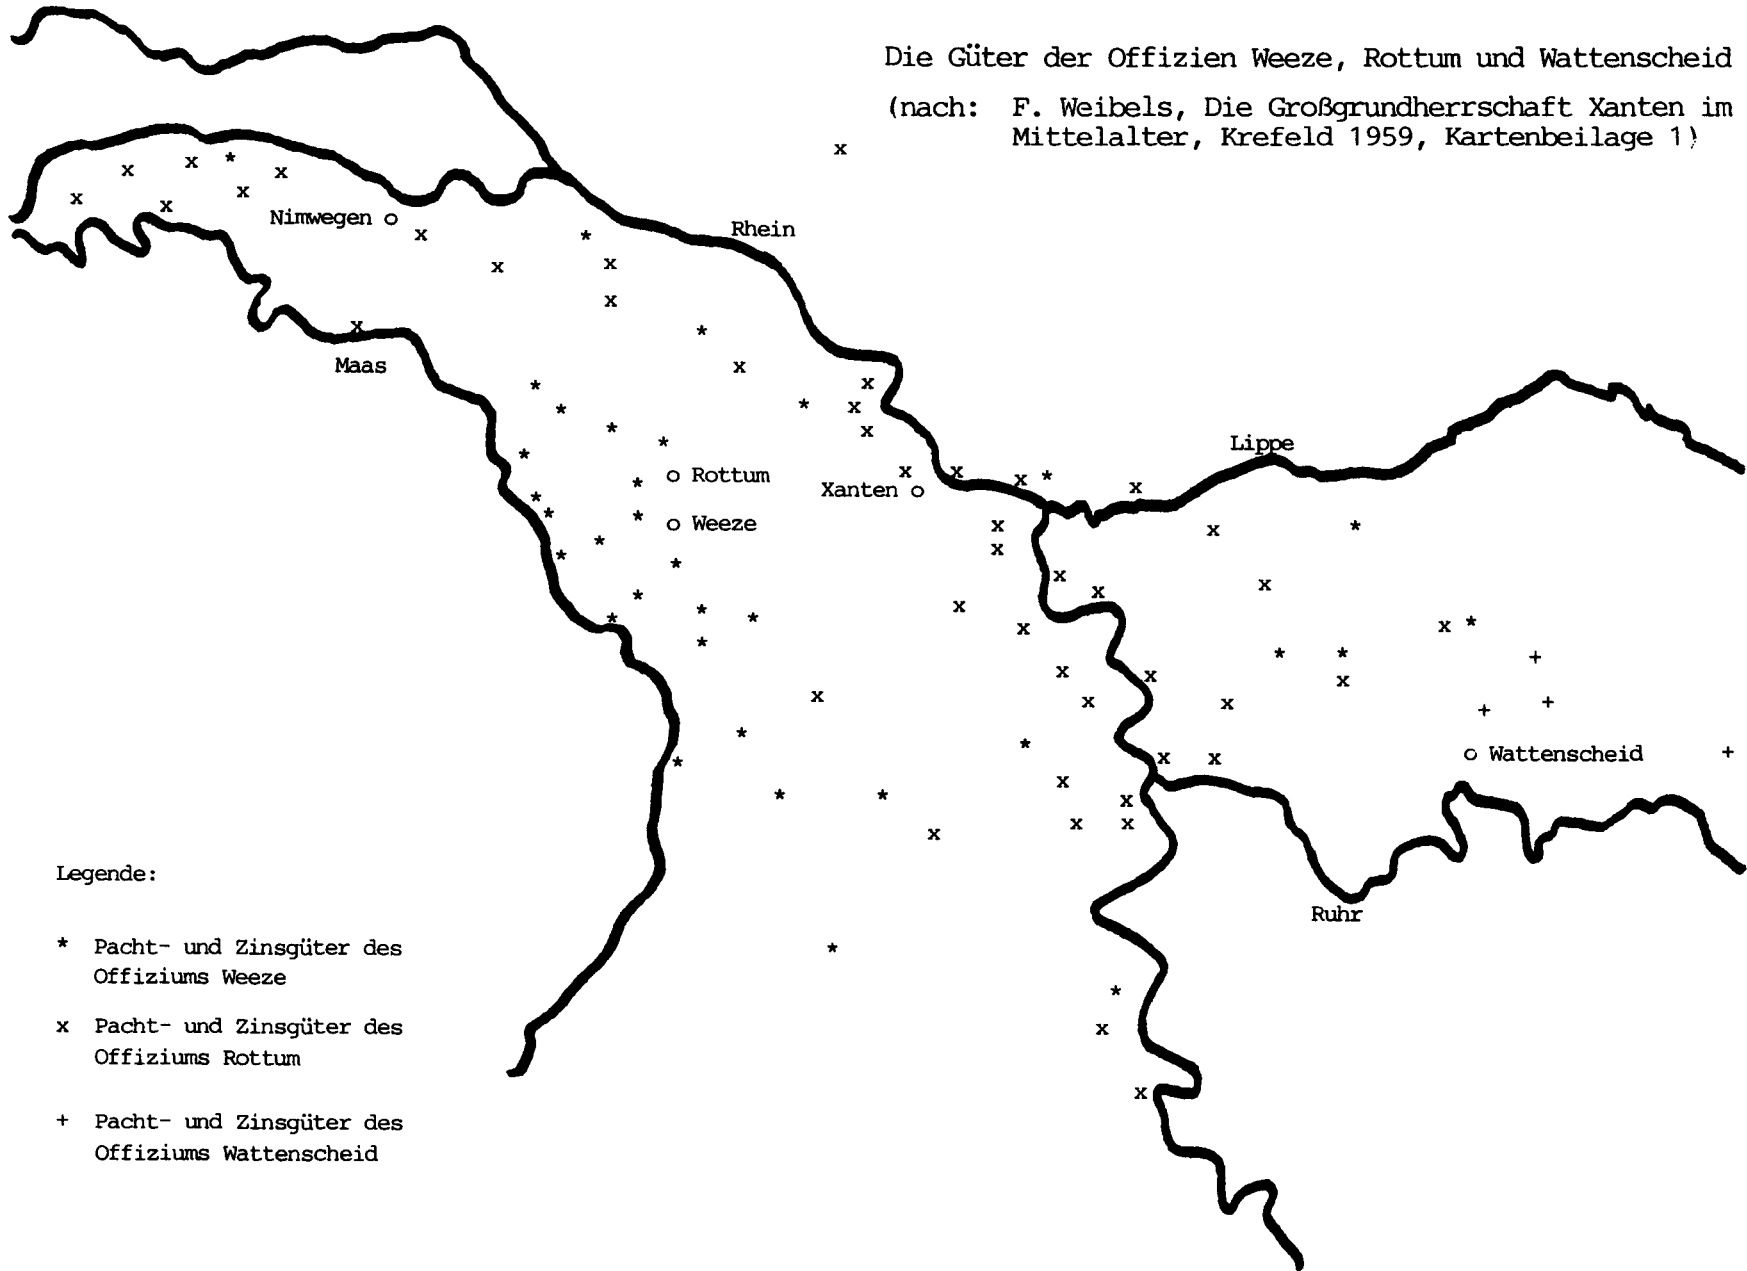 Die Güter der Offizien Weeze, Rottum und Wattenscheid
(nach: F. Weibels, Die Großgrundherrschaft Xanten im
Mittelalter, Krefeld 1959, Kartenbeilage 1)
Nimwegen
Rhein
Maas
Lippe
Rottum
Xanten
Weeze
Wattenscheid
Ruhr
Legende:
* Pacht- und Zinsgüter des
Offiziums Weeze
x Pacht- und Zinsgüter des
Offiziums Rottum
+ Pacht- und Zinsgüter des
Offiziums Wattenscheid